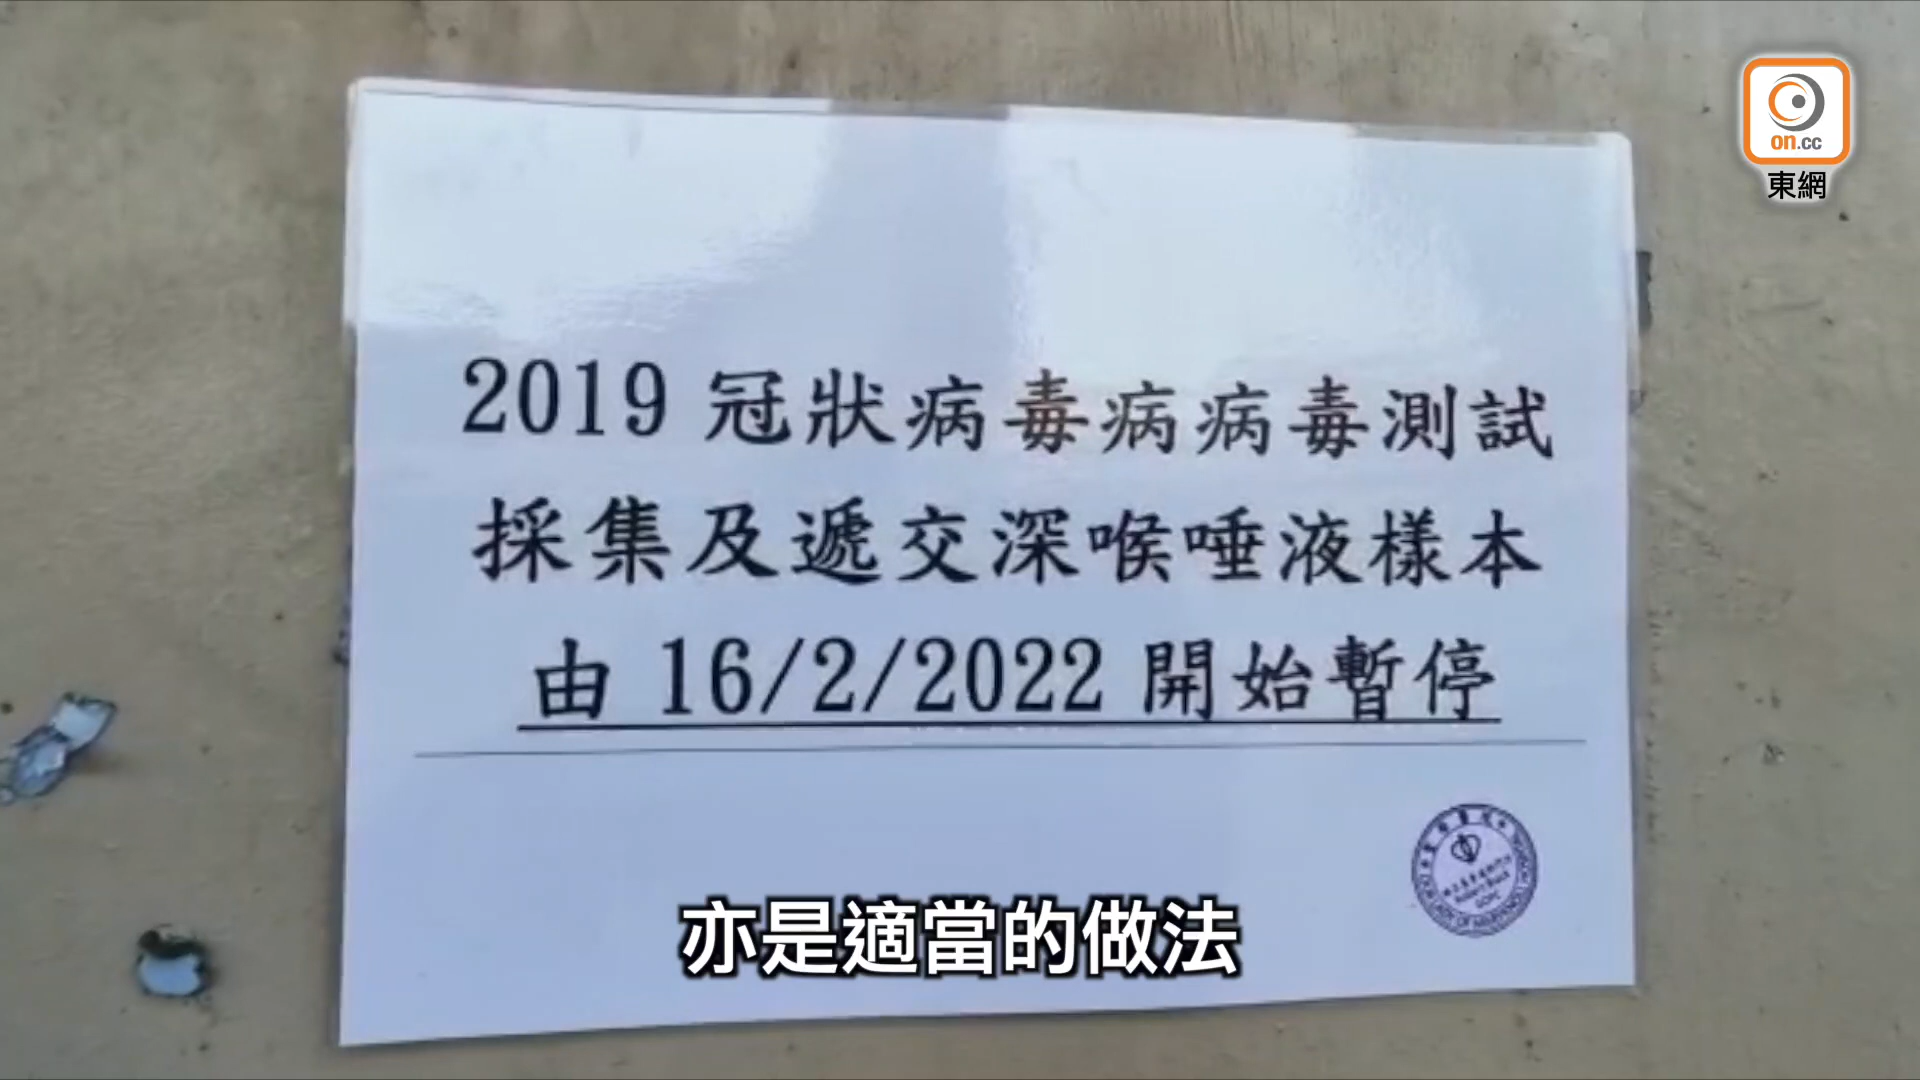 on.cc
東網
2019 冠狀病毒病病毒測試
採集及遞交深喉唾液樣本
由 16/2/2022 開始暫停
亦是適當的做法